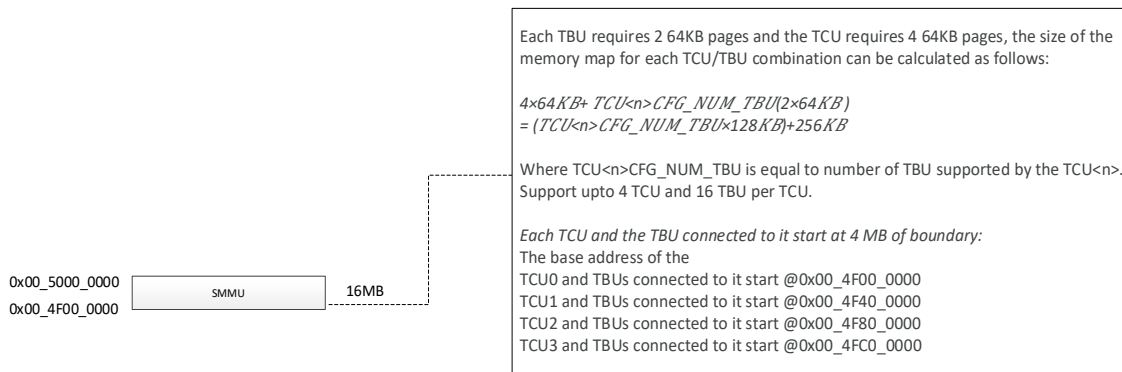 Each TBU requires 2 64KB pages and the TCU requires 4 64KB pages, the size of the
memory map for each TCU/TBU combination can be calculated as follows:
4×64KB+ TCU<n>CFG_NUM_TBU(2×64KB )
= (TCU<n>CFG_NUM_TBU×128KB)+256KB
Where TCU<n>CFG_NUM_TBU is equal to number of TBU supported by the TCU<n>.
Support upto 4 TCU and 16 TBU per TCU.
Each TCU and the TBU connected to it start at 4 MB of boundary:
The base address of the
TCU0 and TBUs connected to it start @0x00_4F00_0000
TCU1 and TBUs connected to it start @0x00_4F40_0000
TCU2 and TBUs connected to it start @0x00_4F80_0000
TCU3 and TBUs connected to it start @0x00_4FC0_0000
0x00_5000_0000
SMMU
16MB
0x00_4F00_0000